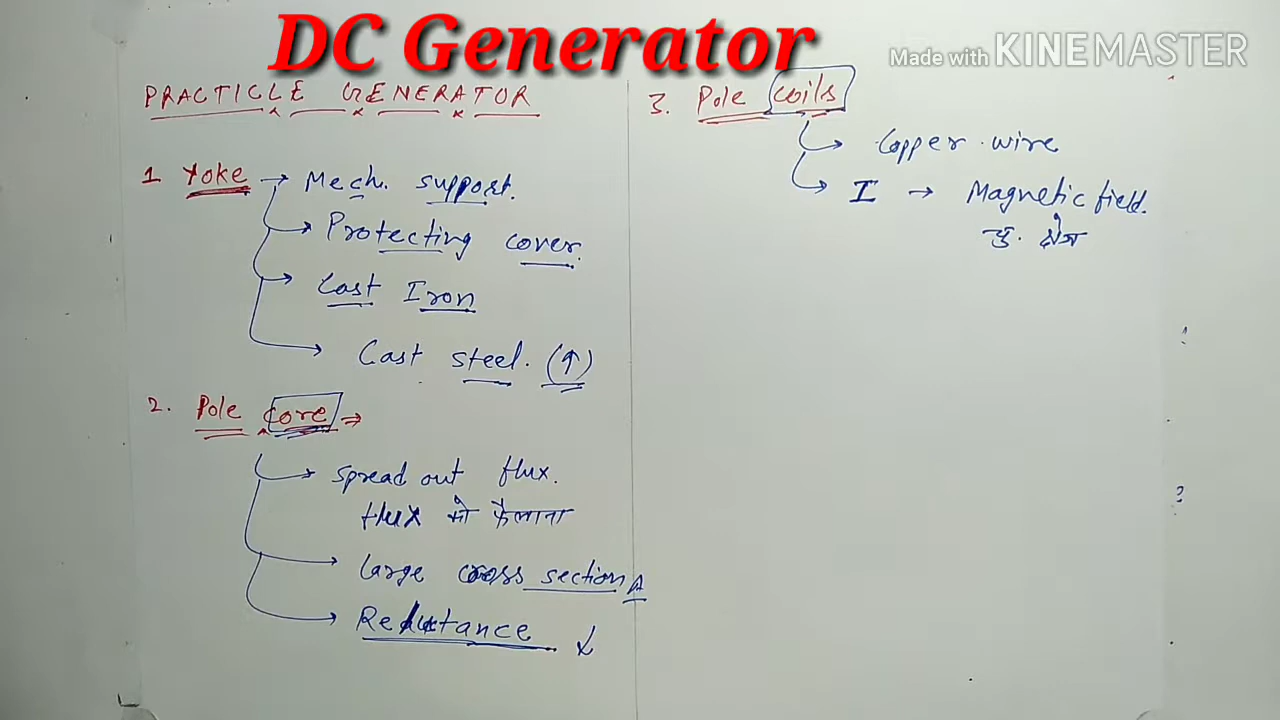 DC Generator
Made with KINEMASTER
PRACTICLE GENERATOR
1 Yoke → Mech. support.
→ Protecting cover.
→ Cast Iron
→ Cast steel. (↑)
2. Pole core ⇒
→ spread out flux.
flux को फैलाना
→ Large cross section A
→ Reluctance ↓
3. Pole coils
→ Copper wire
→ I → Magnetic field.
चु. क्षेत्र